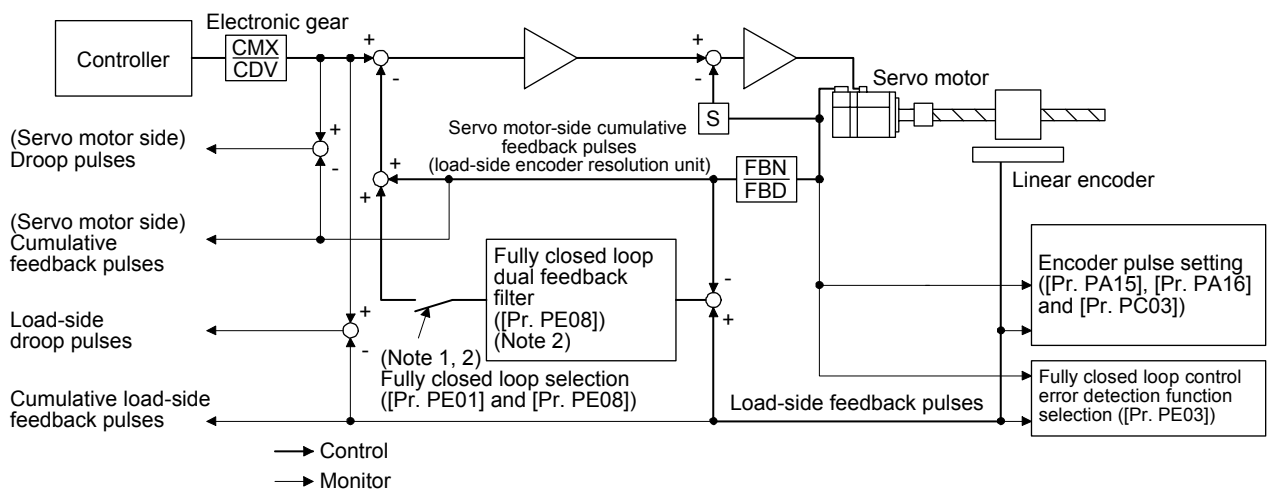 Electronic gear
Controller
CMX
CDV
+
-
+
-
S
Servo motor
(Servo motor side)
Droop pulses
+
-
Servo motor-side cumulative
feedback pulses
(load-side encoder resolution unit)
+
+
FBN
FBD
Linear encoder
(Servo motor side)
Cumulative
feedback pulses
Fully closed loop
dual feedback
filter
([Pr. PE08])
(Note 2)
-
+
Encoder pulse setting
([Pr. PA15], [Pr. PA16]
and [Pr. PC03])
Load-side
droop pulses
+
-
(Note 1, 2)
Fully closed loop selection
([Pr. PE01] and [Pr. PE08])
Cumulative load-side
feedback pulses
Load-side feedback pulses
Fully closed loop control
error detection function
selection ([Pr. PE03])
Control
Monitor